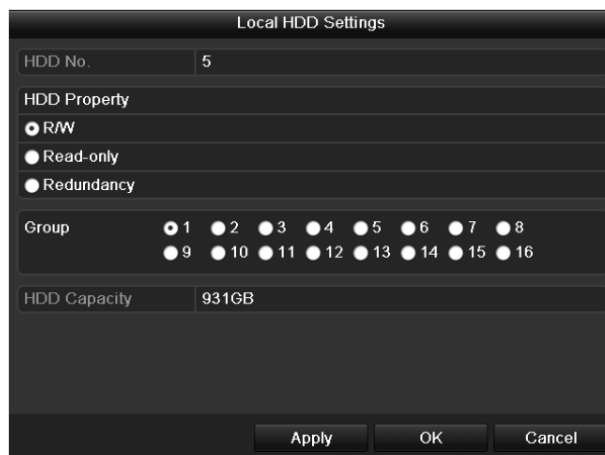 Local HDD Settings
HDD No. 5
HDD Property
R/W
Read-only
Redundancy
Group 1 2 3 4 5 6 7 8
9 10 11 12 13 14 15 16
HDD Capacity 931GB
Apply OK Cancel